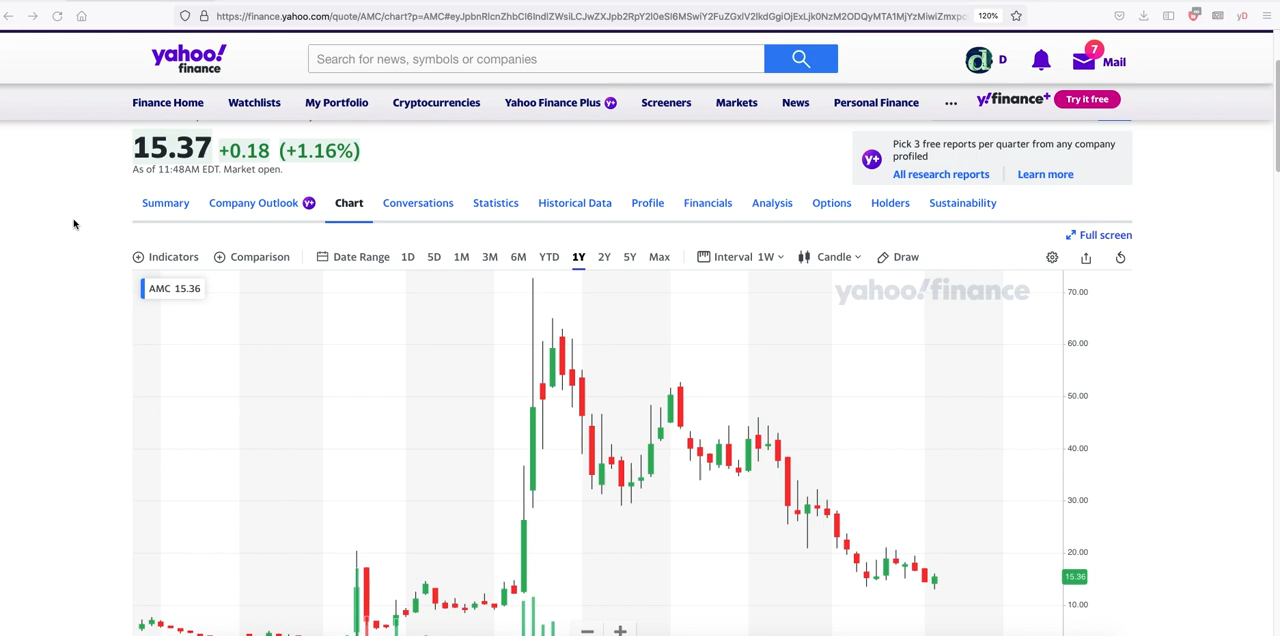 https://finance.yahoo.com/quote/AMC/chart?p=AMC#eyJpbnRlcnZhbCI6IndlZWsiLCJwZXJpb2RpY2l0eSI6MSwiY2FuZGxlV2lkdGgiOjExLjk0NzM2ODQyMTA1MjYzMiwiZmxpc 120%
yahoo!
finance
Search for news, symbols or companies
d D 7 Mail
Finance Home Watchlists My Portfolio Cryptocurrencies Yahoo Finance Plus y+ Screeners Markets News Personal Finance ... y!finance+ Try it free
15.37 +0.18 (+1.16%)
As of 11:48AM EDT. Market open.
y+ Pick 3 free reports per quarter from any company
profiled
All research reports Learn more
Summary Company Outlook y+ Chart Conversations Statistics Historical Data Profile Financials Analysis Options Holders Sustainability
Full screen
Indicators Comparison Date Range 1D 5D 1M 3M 6M YTD 1Y 2Y 5Y Max Interval 1W Candle Draw
AMC 15.36
yahoo!finance
70.00
60.00
50.00
40.00
30.00
20.00
15.36
10.00